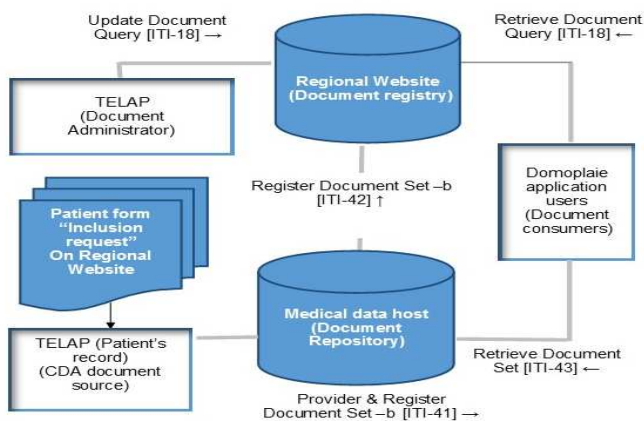 Update Document
Query [ITI-18] →
Retrieve Document
Query [ITI-18] ←
Regional Website
(Document registry)
TELAP
(Document
Administrator)
Register Document Set –b
[ITI-42] ↑
Domoplaie
application
users
(Document
consumers)
Patient form
“Inclusion
request”
On Regional
Website
Medical data host
(Document
Repository)
TELAP (Patient’s
record)
(CDA document
source)
Retrieve Document
Set [ITI-43] ←
Provider & Register
Document Set –b [ITI-41] →